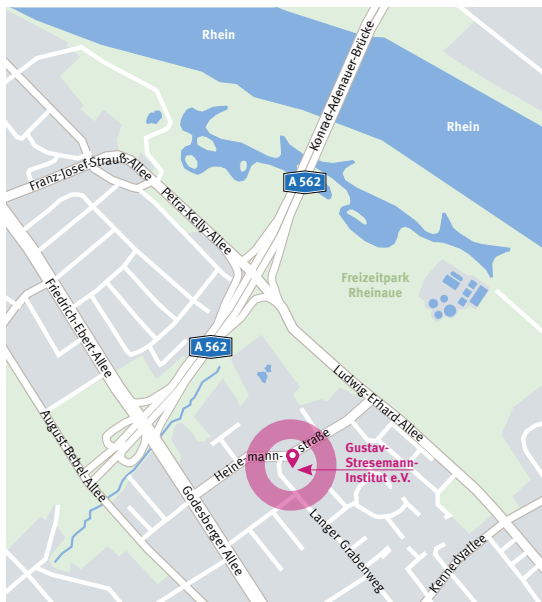 Rhein
Konrad-Adenauer-Brücke
Rhein
Franz-Josef-Strauß-Allee
A 562
Petra-Kelly-Allee
Freizeitpark
Rheinaue
Friedrich-Ebert-Allee
A 562
Ludwig-Erhard-Allee
August-Bebel-Allee
Heine-mann-straße
Gustav-
Stresemann-
Institut e.V.
Godesberger Allee
Langer Grabenweg
Kennedyallee